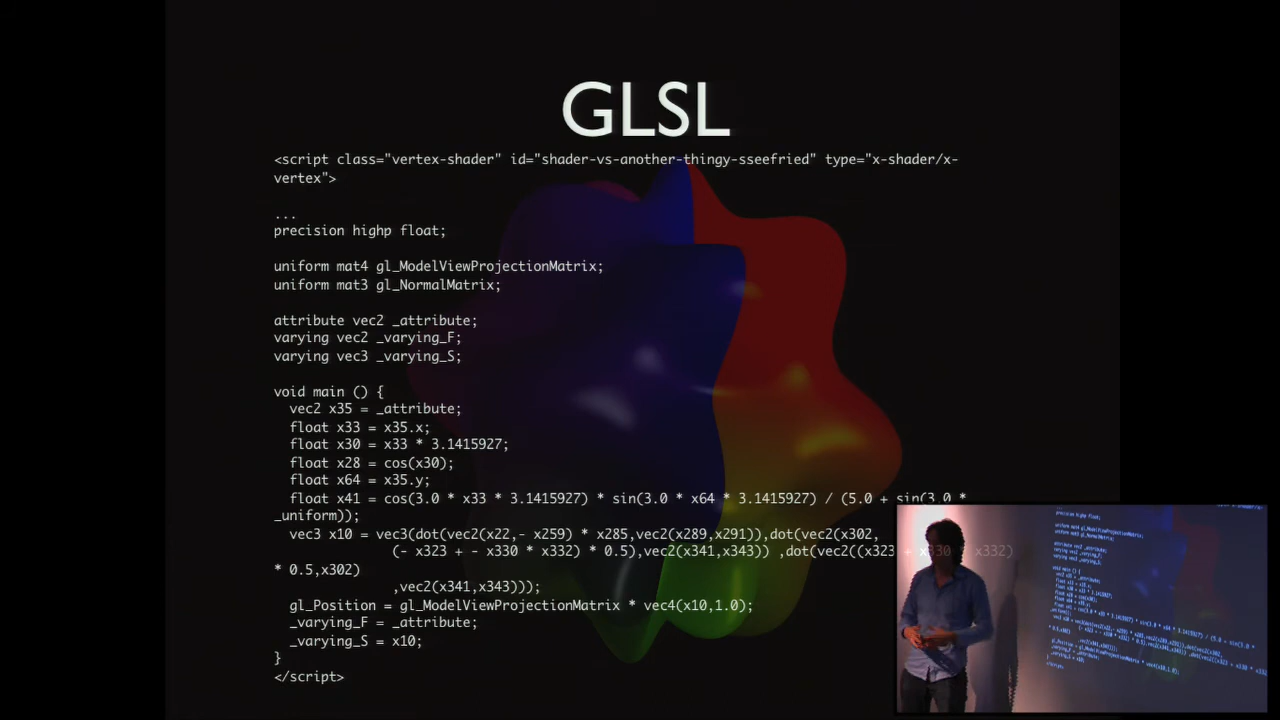 GLSL
<script class="vertex-shader" id="shader-vs-another-thingy-sseefried" type="x-shader/x-
vertex">
...
precision highp float;
uniform mat4 gl_ModelViewProjectionMatrix;
uniform mat3 gl_NormalMatrix;
attribute vec2 _attribute;
varying vec2 _varying_F;
varying vec3 _varying_S;
void main () {
vec2 x35 = _attribute;
float x33 = x35.x;
float x30 = x33 * 3.1415927;
float x28 = cos(x30);
float x64 = x35.y;
float x41 = cos(3.0 * x33 * 3.1415927) * sin(3.0 * x64 * 3.1415927) / (5.0 + sin(3.0 *
_uniform));
vec3 x10 = vec3(dot(vec2(x22,- x259) * x285,vec2(x289,x291)),dot(vec2(x302,
(- x323 + - x330 * x332) * 0.5),vec2(x341,x343)) ,dot(vec2((x323 + x330 * x332)
* 0.5,x302)
,vec2(x341,x343)));
gl_Position = gl_ModelViewProjectionMatrix * vec4(x10,1.0);
_varying_F = _attribute;
_varying_S = x10;
}
</script>